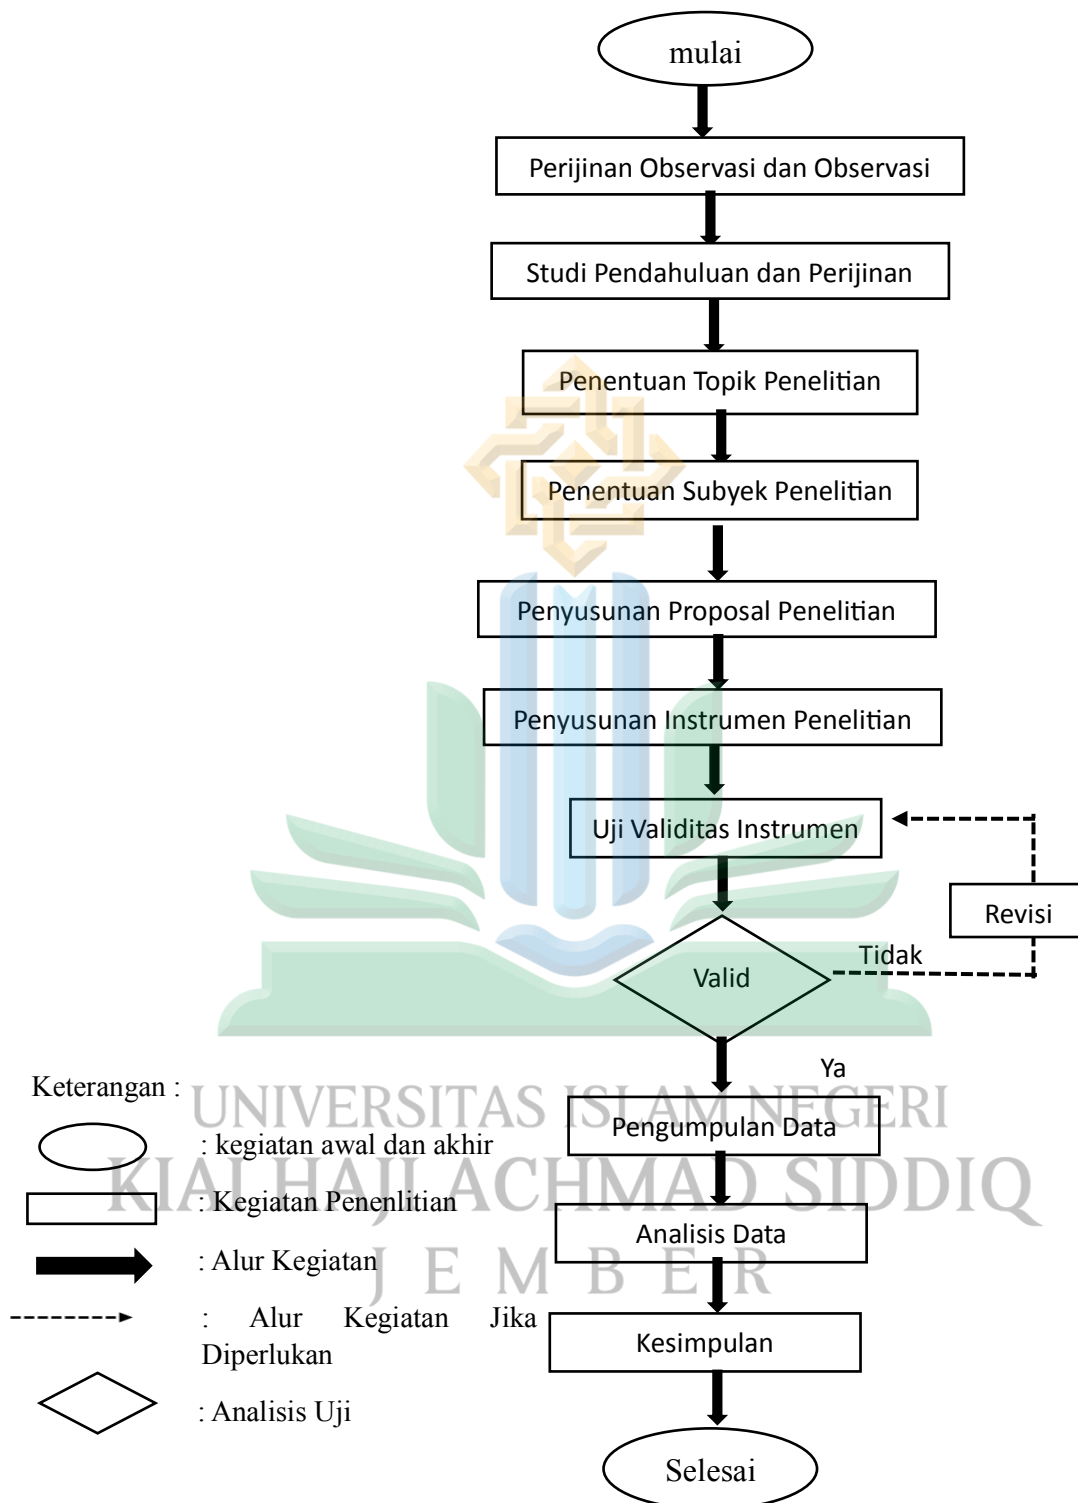 mulai
Perijinan Observasi dan Observasi
Studi Pendahuluan dan Perijinan
Penentuan Topik Penelitian
Penentuan Subyek Penelitian
Penyusunan Proposal Penelitian
Penyusunan Instrumen Penelitian
Uji Validitas Instrumen
Revisi
Tidak
Valid
Ya
Pengumpulan Data
Analisis Data
Kesimpulan
Selesai
Keterangan :
: kegiatan awal dan akhir
: Kegiatan Penenlitian
: Alur Kegiatan
: Alur Kegiatan Jika
Diperlukan
: Analisis Uji
UNIVERSITAS ISLAM NEGERI
KIAI HAJI ACHMAD SIDDIQ
JEMBER